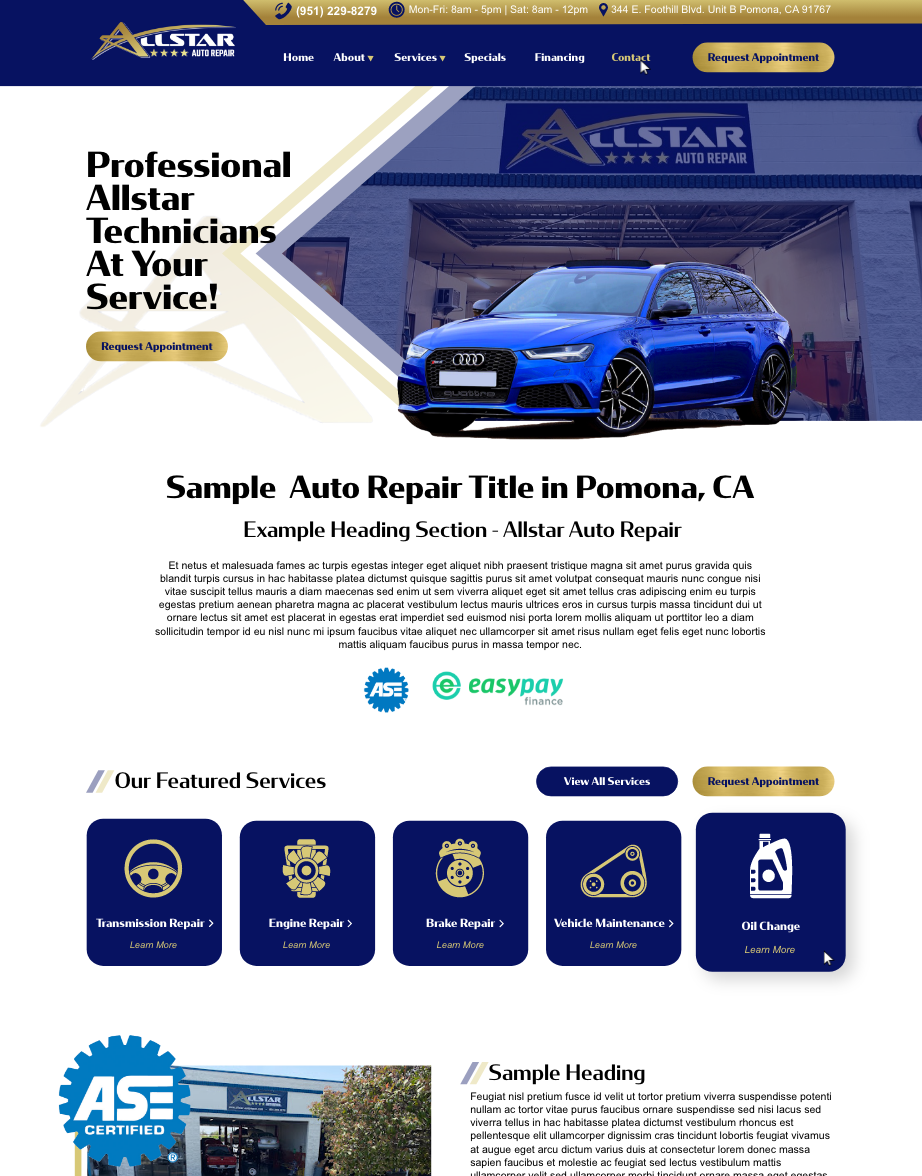 (951) 229-8279 Mon-Fri: 8am - 5pm | Sat: 8am - 12pm 344 E. Foothill Blvd. Unit B Pomona, CA 91767
ALLSTAR
AUTO REPAIR
Home About Services Specials Financing Contact Request Appointment
ALLSTAR
AUTO REPAIR
Professional
Allstar
Technicians
At Your
Service!
Request Appointment
quattro
Sample Auto Repair Title in Pomona, CA
Example Heading Section - Allstar Auto Repair
Et netus et malesuada fames ac turpis egestas integer eget aliquet nibh praesent tristique magna sit amet purus gravida quis
blandit turpis cursus in hac habitasse platea dictumst quisque sagittis purus sit amet volutpat consequat mauris nunc congue nisi
vitae suscipit tellus mauris a diam maecenas sed enim ut sem viverra aliquet eget sit amet tellus cras adipiscing enim eu turpis
egestas pretium aenean pharetra magna ac placerat vestibulum lectus mauris ultrices eros in cursus turpis massa tincidunt dui ut
ornare lectus sit amet est placerat in egestas erat imperdiet sed euismod nisi porta lorem mollis aliquam ut porttitor leo a diam
sollicitudin tempor id eu nisl nunc mi ipsum faucibus vitae aliquet nec ullamcorper sit amet risus nullam eget felis eget nunc lobortis
mattis aliquam faucibus purus in massa tempor nec.
ASE easypay
finance
Our Featured Services View All Services Request Appointment
Transmission Repair > Engine Repair > Brake Repair > Vehicle Maintenance > Oil Change
Learn More Learn More Learn More Learn More Learn More
ASE
CERTIFIED
®
ALLSTAR
Sample Heading
Feugiat nisl pretium fusce id velit ut tortor pretium viverra suspendisse potenti
nullam ac tortor vitae purus faucibus ornare suspendisse sed nisi lacus sed
viverra tellus in hac habitasse platea dictumst vestibulum rhoncus est
pellentesque elit ullamcorper dignissim cras tincidunt lobortis feugiat vivamus
at augue eget arcu dictum varius duis at consectetur lorem donec massa
sapien faucibus et molestie ac feugiat sed lectus vestibulum mattis
ullamcorper velit sed ullamcorper morbi tincidunt ornare massa eget egestas